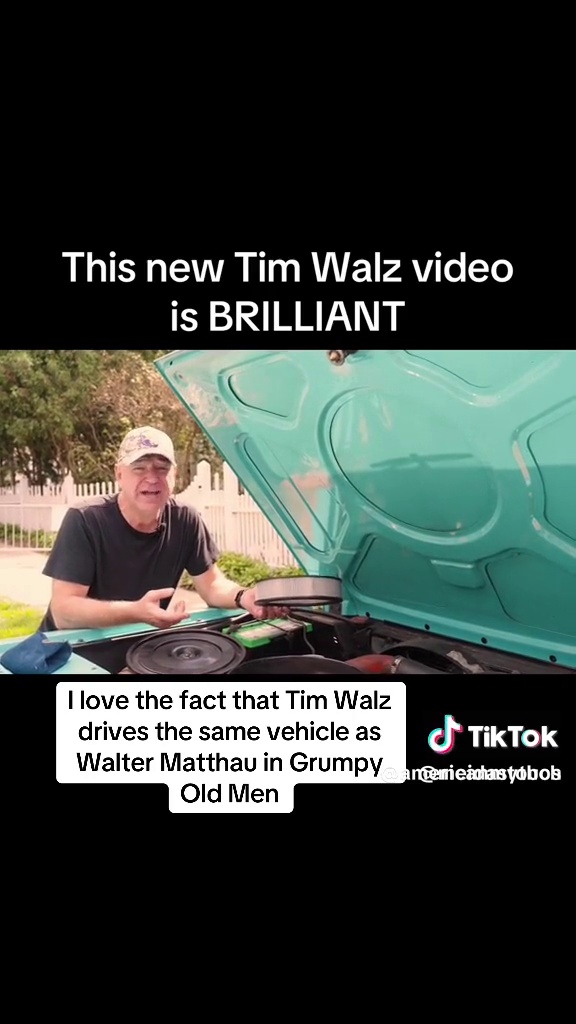 This new Tim Walz video
is BRILLIANT
I love the fact that Tim Walz
drives the same vehicle as
Walter Matthau in Grumpy
Old Men
TikTok